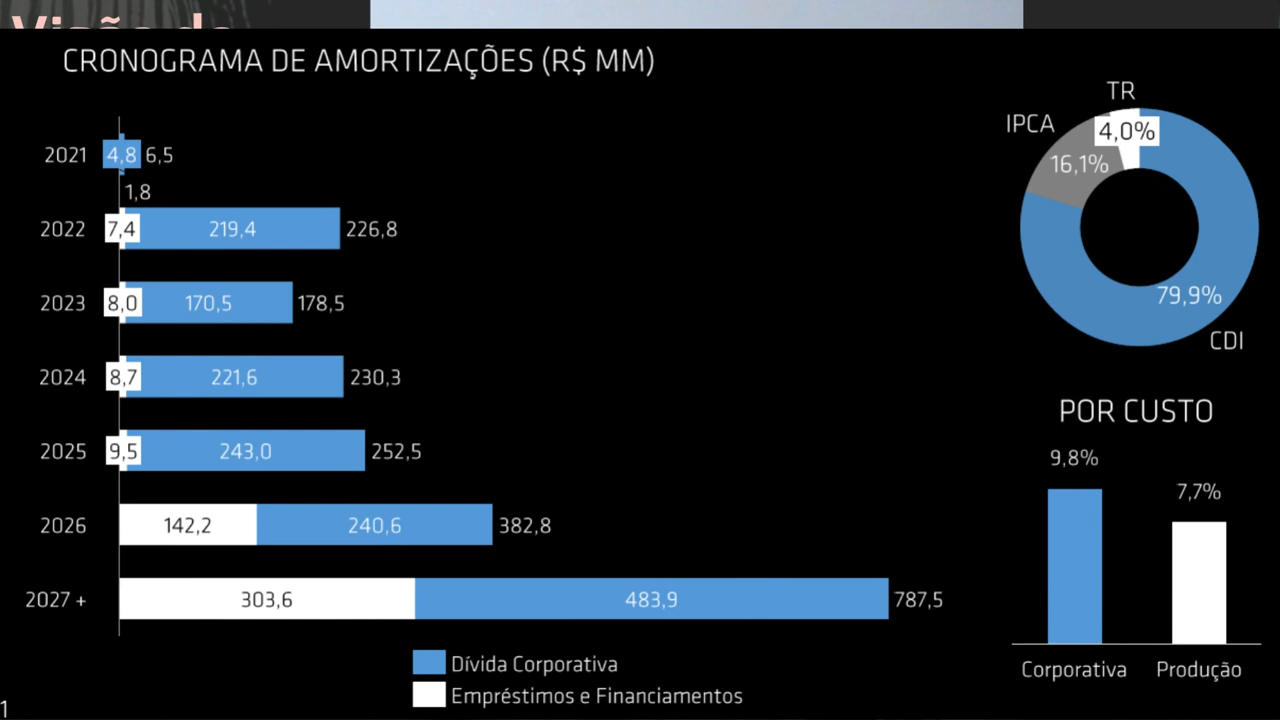 Visão de
CRONOGRAMA DE AMORTIZAÇÕES (R$ MM)
2021 4,8 6,5
1,8
2022 7,4 219,4 226,8
2023 8,0 170,5 178,5
2024 8,7 221,6 230,3
2025 9,5 243,0 252,5
2026 142,2 240,6 382,8
2027 + 303,6 483,9 787,5
Dívida Corporativa
Empréstimos e Financiamentos
TR
IPCA
4,0%
16,1%
79,9%
CDI
POR CUSTO
9,8%
7,7%
Corporativa Produção
1